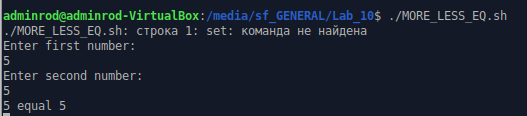 adminrod@adminrod-VirtualBox:/media/sf_GENERAL/Lab_10$ ./MORE_LESS_EQ.sh
./MORE_LESS_EQ.sh: строка 1: set: команда не найдена
Enter first number:
5
Enter second number:
5
5 equal 5